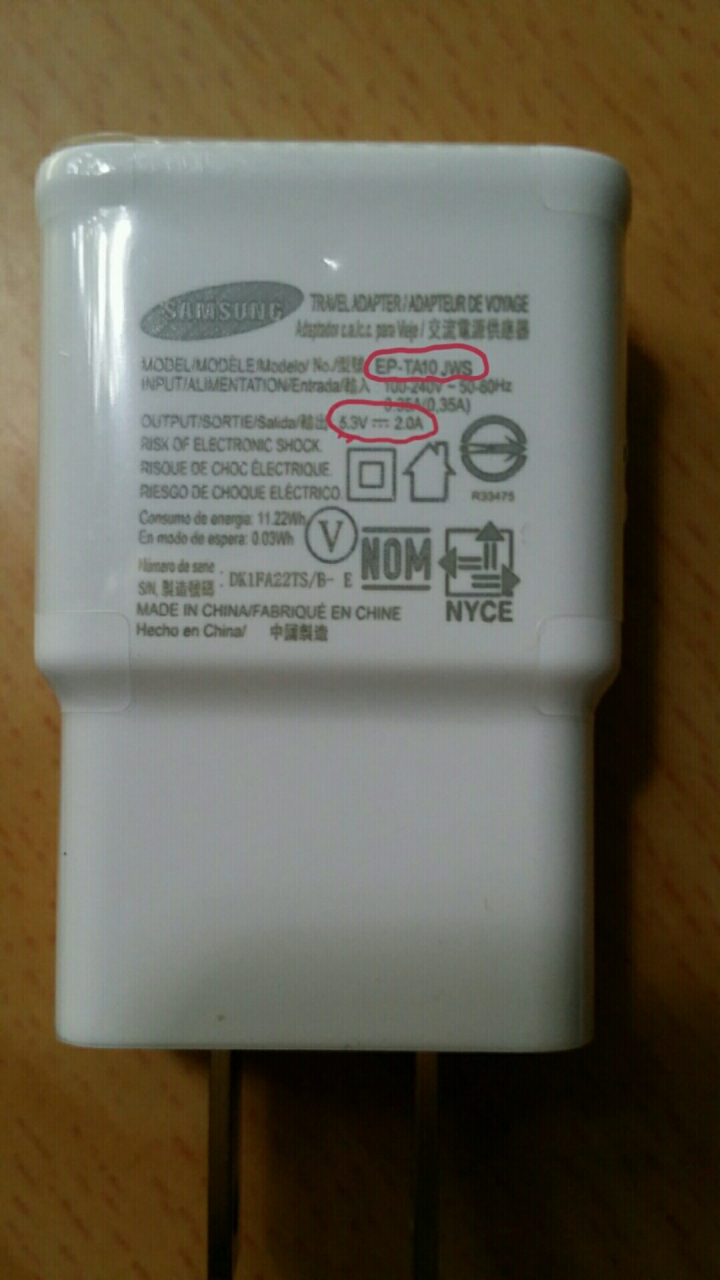 SAMSUNG TRAVEL ADAPTER / ADAPTEUR DE VOYAGE
Adaptador c.a./c.c. para Viaje / 交流電源供應器
MODEL/MODÈLE/Modelo/ No./型號 EP-TA10 JWS
INPUT/ALIMENTATION/Entrada/輸入 100-240V ~ 50-60Hz
0.35A(0,35A)
OUTPUT/SORTIE/Salida/輸出 5.3V ⎓ 2.0A
RISK OF ELECTRONIC SHOCK.
RISQUE DE CHOC ÉLECTRIQUE.
RIESGO DE CHOQUE ELÉCTRICO
R33475
Consumo de energia: 11.22Wh
En modo de espera: 0.03Wh
V
NOM
NYCE
Número de serie
S/N, 製造號碼 : DK1FA22TS/B- E
MADE IN CHINA/FABRIQUÉ EN CHINE
Hecho en China/ 中國製造